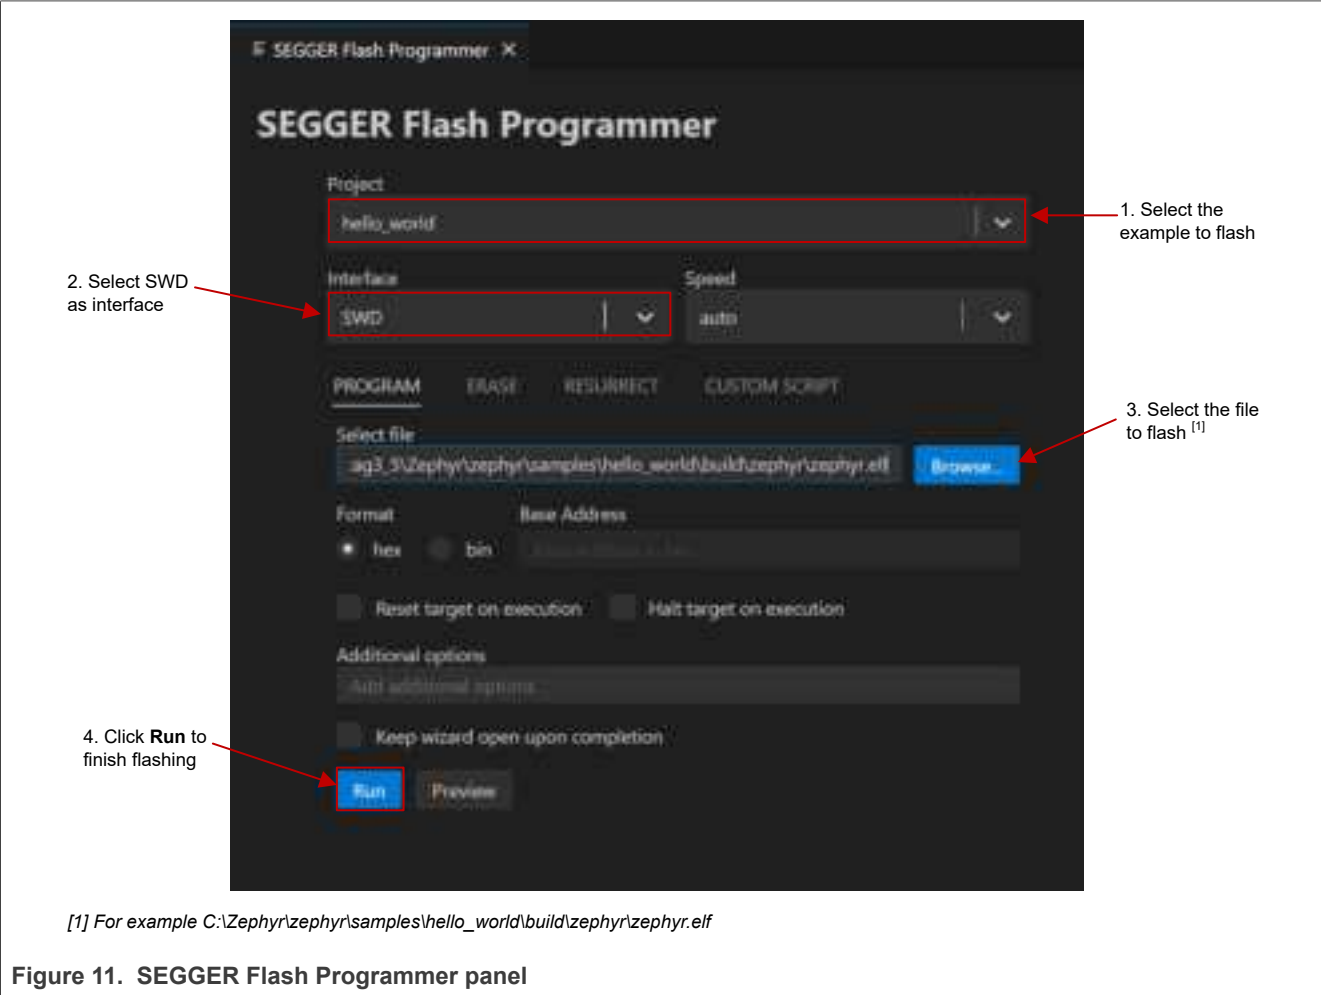 SEGGER Flash Programmer
SEGGER Flash Programmer
Project
hello_world
1. Select the
example to flash
2. Select SWD
as interface
Interface
Speed
SWD
auto
PROGRAM ERASE RESURRECT CUSTOM SCRIPT
3. Select the file
to flash [1]
Select file
ag3_3\Zephyr\zephyr\samples\hello_world\build\zephyr\zephyr.elf
Browse...
Format
Base Address
hex bin
Reset target on execution Halt target on execution
Additional options
Add additional options
4. Click Run to
finish flashing
Keep wizard open upon completion
Run Preview
[1] For example C:\Zephyr\zephyr\samples\hello_world\build\zephyr\zephyr.elf
Figure 11. SEGGER Flash Programmer panel